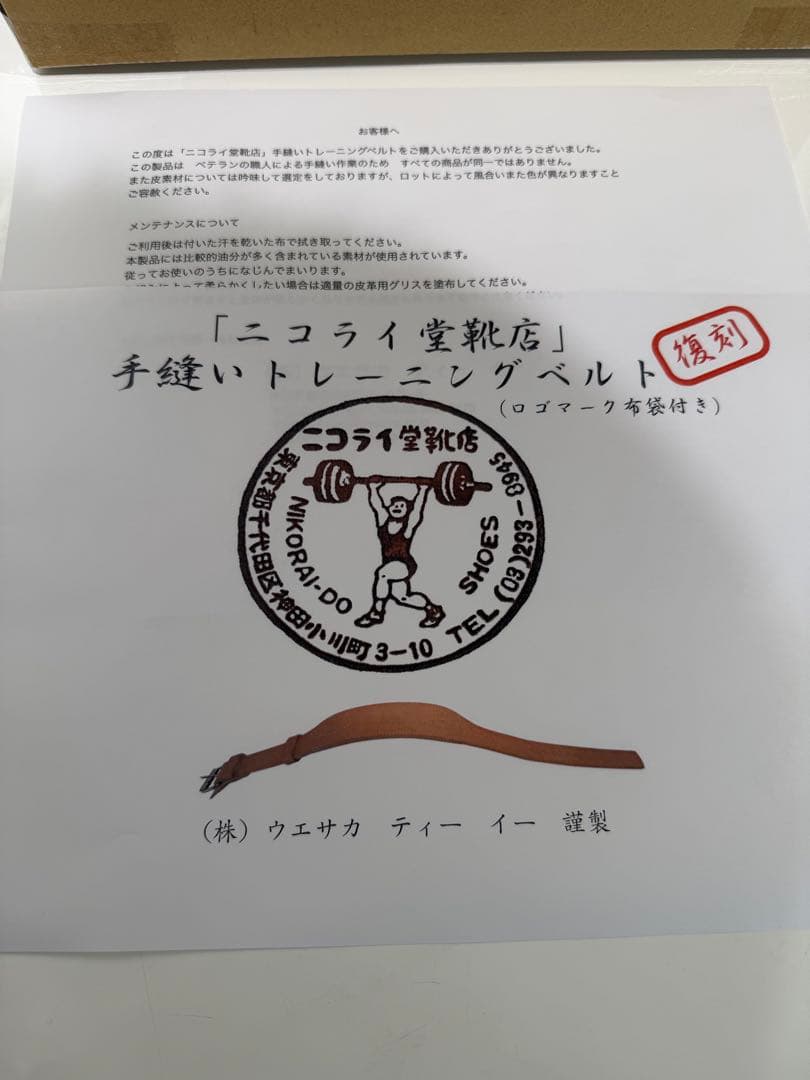 お客様へ
この度は「ニコライ堂靴店」手縫いトレーニングベルトをご購入いただきありがとうございました。
この製品は　ベテランの職人による手縫い作業のため　すべての商品が同一ではありません。
また皮素材については吟味して選定をしておりますが、ロットによって風合いまた色が異なりますこと
ご容赦ください。
メンテナンスについて
ご利用後は付いた汗を乾いた布で拭き取ってください。
本製品には比較的油分が多く含まれている素材が使用されています。
従ってお使いのうちになじんでまいります。
によって柔らかくしたい場合は適量の皮革用グリスを塗布してください。
「ニコライ堂靴店」
手縫いトレーニングベルト
復刻
(ロゴマーク布袋付き)
ニコライ堂靴店
東京都千代田区神田小川町3-10 TEL(03)293-8945
NIKORAI-DO
SHOES
(株) ウエサカ　ティー　イー　謹製